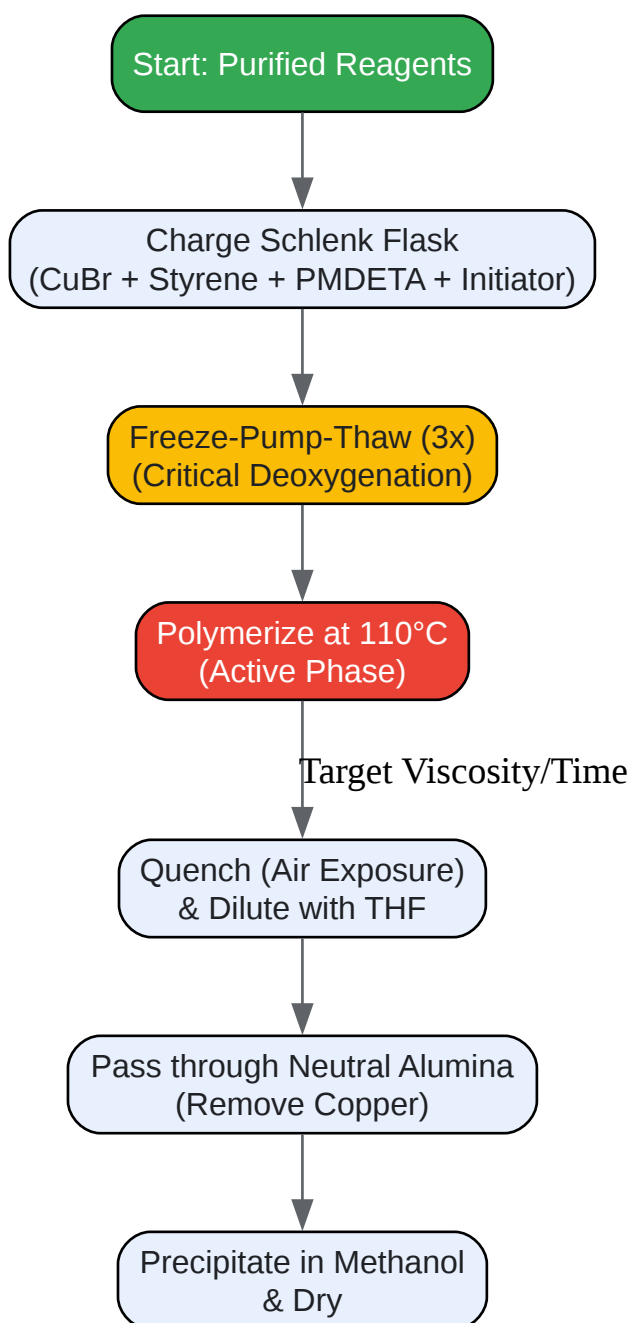 Start: Purified Reagents
Charge Schlenk Flask
(CuBr + Styrene + PMDETA + Initiator)
Freeze-Pump-Thaw (3x)
(Critical Deoxygenation)
Polymerize at 110°C
(Active Phase)
Target Viscosity/Time
Quench (Air Exposure)
& Dilute with THF
Pass through Neutral Alumina
(Remove Copper)
Precipitate in Methanol
& Dry